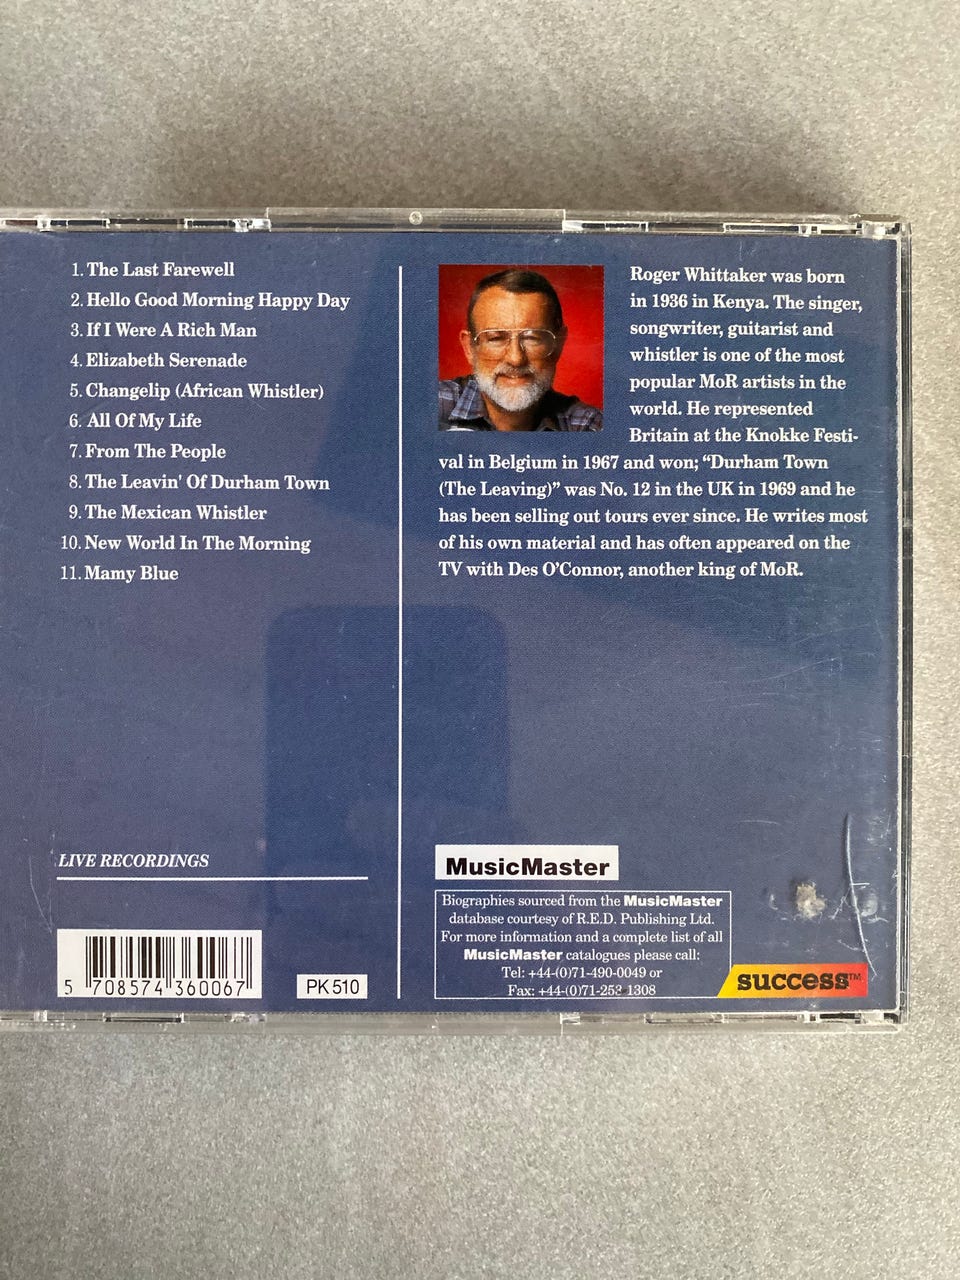 1. The Last Farewell
2. Hello Good Morning Happy Day
3. If I Were A Rich Man
4. Elizabeth Serenade
5. Changelip (African Whistler)
6. All Of My Life
7. From The People
8. The Leavin' Of Durham Town
9. The Mexican Whistler
10. New World In The Morning
11. Mamy Blue
LIVE RECORDINGS
5 708574 360067
PK 510
Roger Whittaker was born
in 1936 in Kenya. The singer,
songwriter, guitarist and
whistler is one of the most
popular MoR artists in the
world. He represented
Britain at the Knokke Festi-
val in Belgium in 1967 and won; “Durham Town
(The Leaving)” was No. 12 in the UK in 1969 and he
has been selling out tours ever since. He writes most
of his own material and has often appeared on the
TV with Des O’Connor, another king of MoR.
MusicMaster
Biographies sourced from the MusicMaster
database courtesy of R.E.D. Publishing Ltd.
For more information and a complete list of all
MusicMaster catalogues please call:
Tel: +44-(0)71-490-0049 or
Fax: +44-(0)71-253 1308
success™